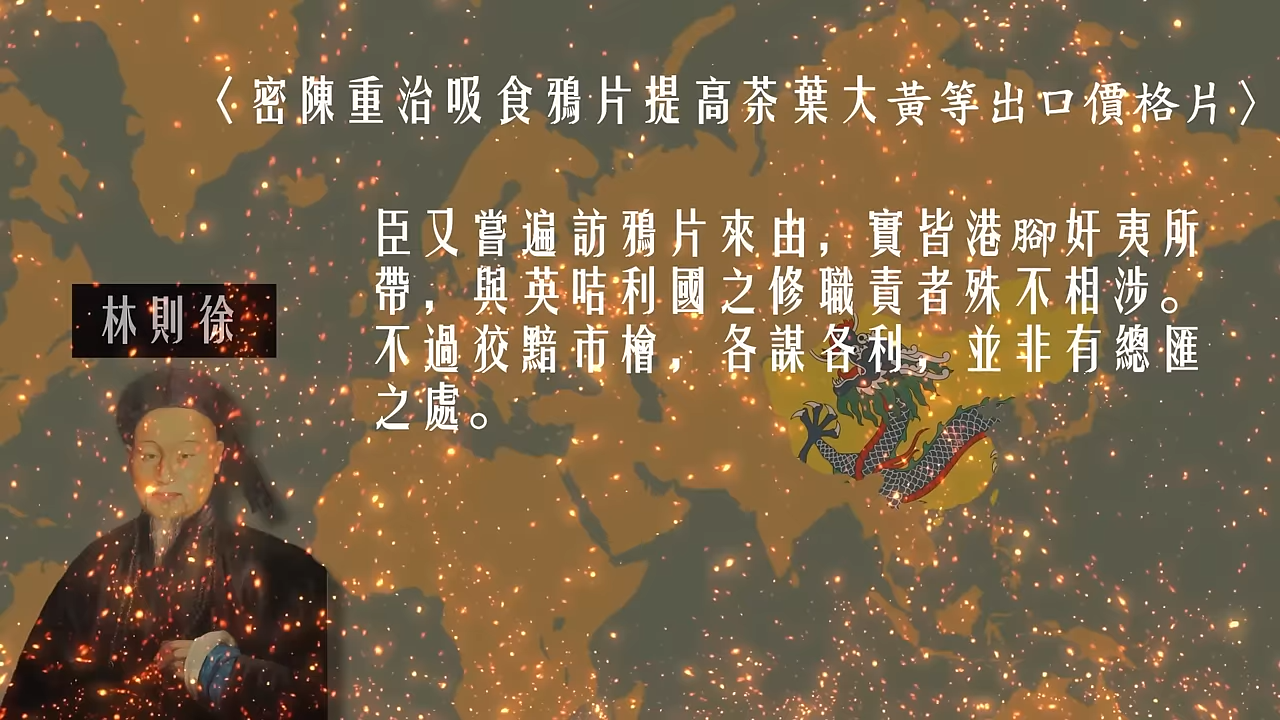 〈密陳重治吸食鴉片提高茶葉大黃等出口價格片〉
臣又嘗遍訪鴉片來由，實皆港腳奸夷所
帶，與英咭利國之修職責者殊不相涉。
不過狡黠市檜，各謀各利，並非有總匯
之處。
林則徐